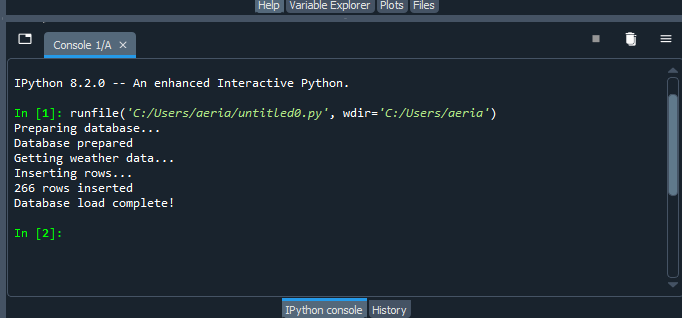 Help Variable Explorer Plots Files
Console 1/A
IPython 8.2.0 -- An enhanced Interactive Python.
In [1]: runfile('C:/Users/aeria/untitled0.py', wdir='C:/Users/aeria')
Preparing database...
Database prepared
Getting weather data...
Inserting rows...
266 rows inserted
Database load complete!
In [2]:
IPython console History